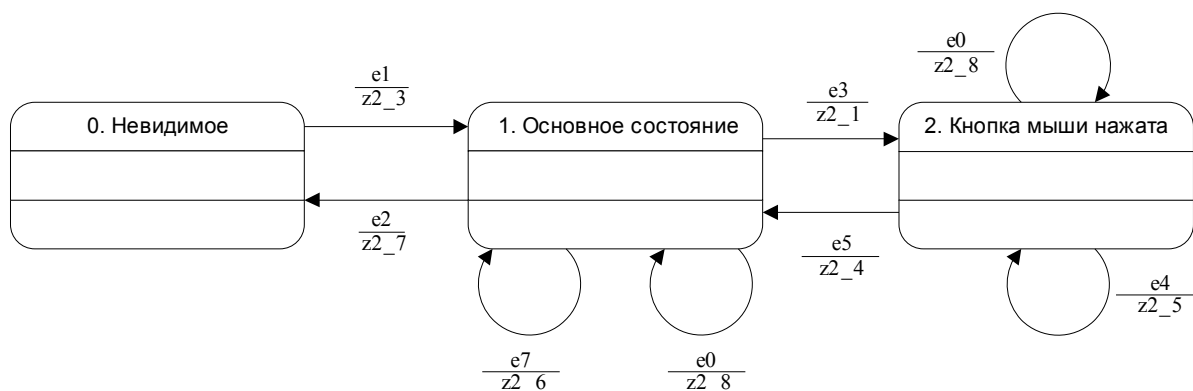 e0
z2_8
e1
z2_3
e3
z2_1
0. Невидимое
1. Основное состояние
2. Кнопка мыши нажата
e2
z2_7
e5
z2_4
e4
z2_5
e7
z2_6
e0
z2_8